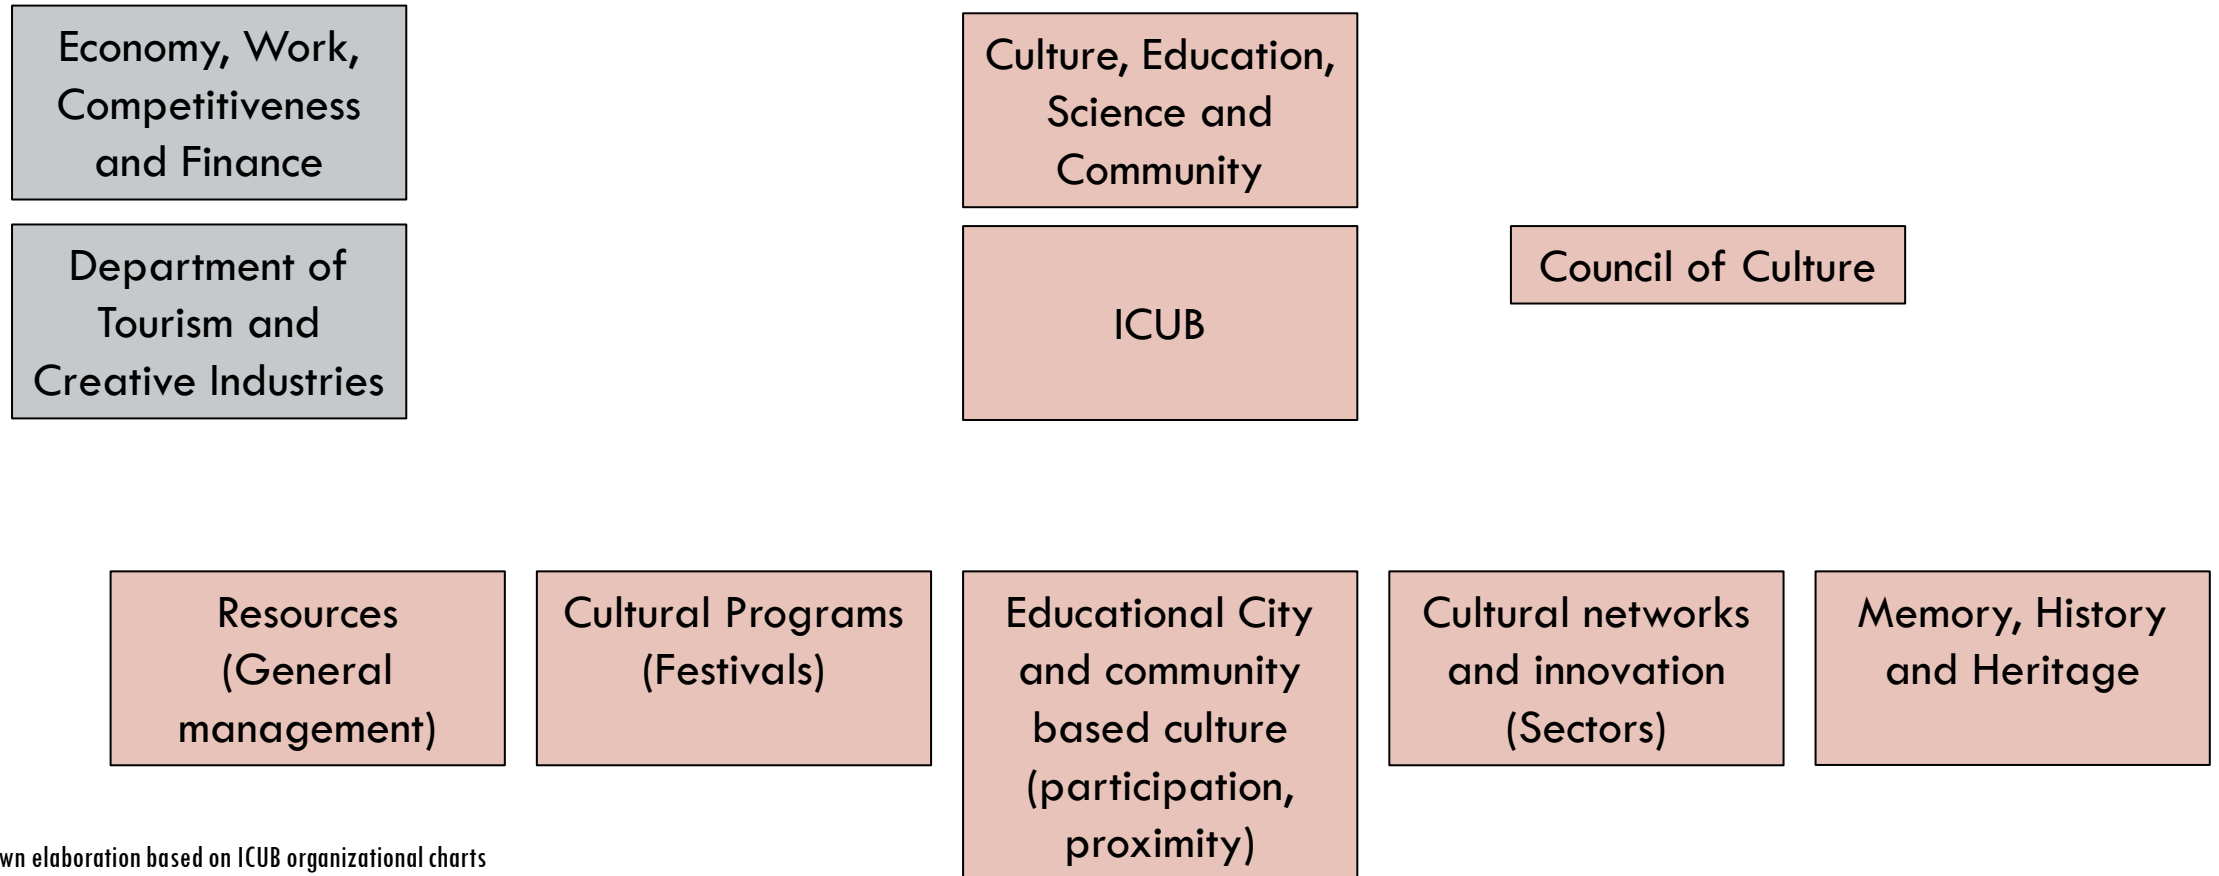 Economy, Work,
Competitiveness
and Finance
Culture, Education,
Science and
Community
Department of
Tourism and
Creative Industries
ICUB
Council of Culture
Resources
(General
management)
Cultural Programs
(Festivals)
Educational City
and community
based culture
(participation,
proximity)
Cultural networks
and innovation
(Sectors)
Memory, History
and Heritage
wn elaboration based on ICUB organizational charts